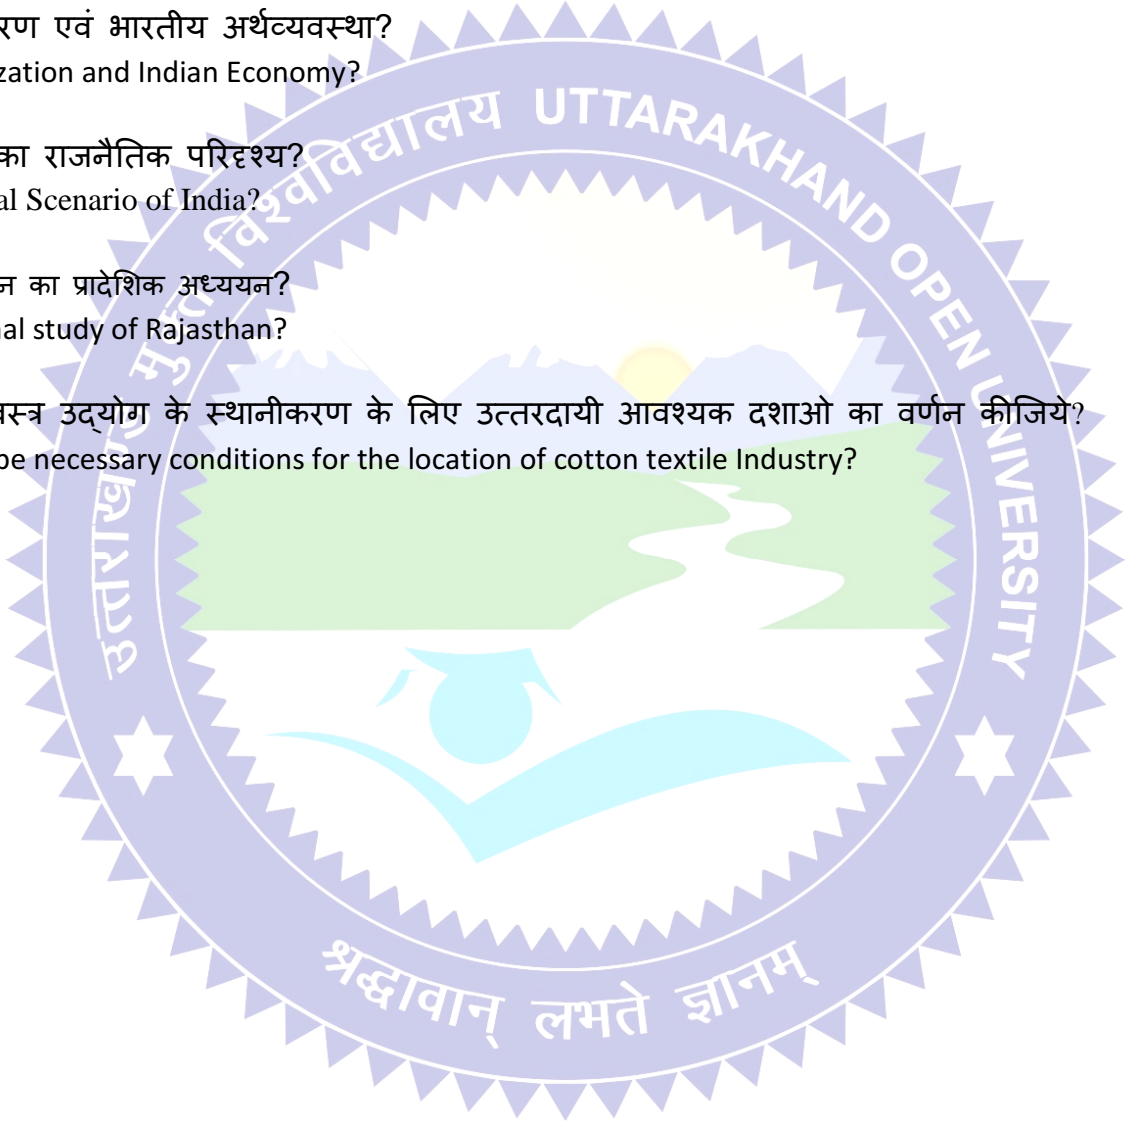 रण एवं भारतीय अर्थव्यवस्था?
zation and Indian Economy?
का राजनैतिक परिदृश्य?
al Scenario of India?
न का प्रादेशिक अध्ययन?
nal study of Rajasthan?
वस्त्र उद्योग के स्थानीकरण के लिए उत्तरदायी आवश्यक दशाओ का वर्णन कीजिये?
be necessary conditions for the location of cotton textile Industry?
उत्तराखण्ड मुक्त विश्वविद्यालय UTTARAKHAND OPEN UNIVERSITY
श्रद्धावान् लभते ज्ञानम्